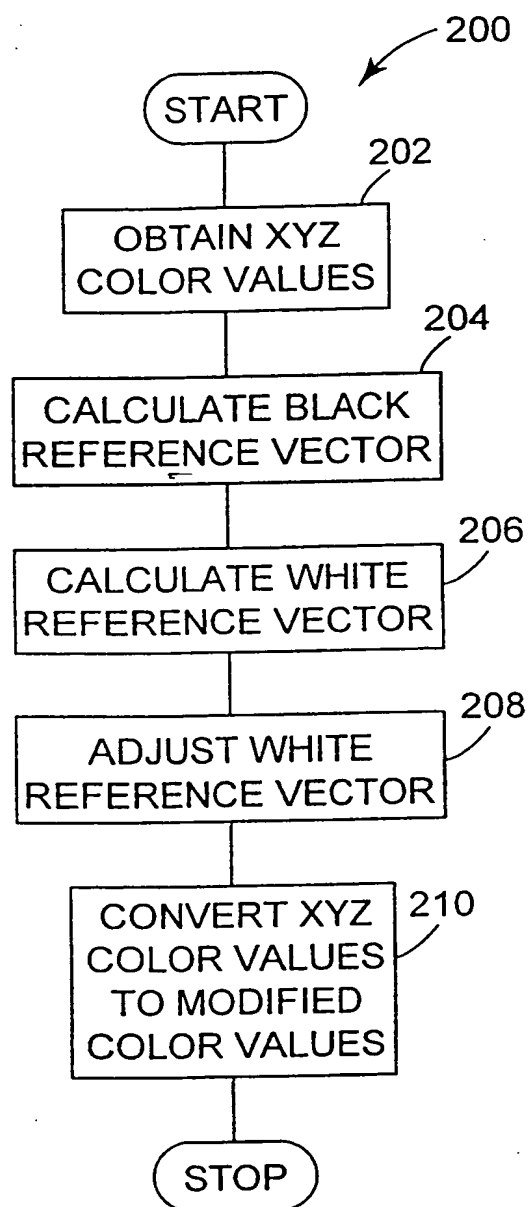 200
START
202
OBTAIN XYZ
COLOR VALUES
204
CALCULATE BLACK
REFERENCE VECTOR
206
CALCULATE WHITE
REFERENCE VECTOR
208
ADJUST WHITE
REFERENCE VECTOR
210
CONVERT XYZ
COLOR VALUES
TO MODIFIED
COLOR VALUES
STOP